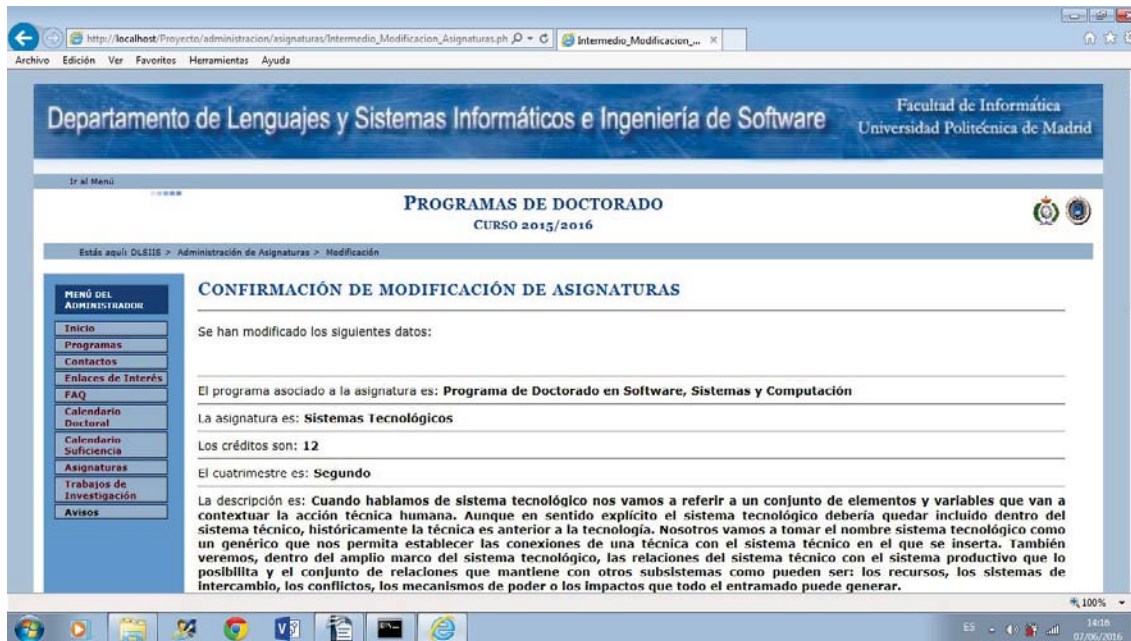 http://localhost/Proyecto/administracion/asignaturas/Intermedio_Modificacion_Asignaturas.ph
Intermedio_Modificacion_...
Archivo Edición Ver Favoritos Herramientas Ayuda
Departamento de Lenguajes y Sistemas Informáticos e Ingeniería de Software
Facultad de Informática
Universidad Politécnica de Madrid
Ir al Menú
PROGRAMAS DE DOCTORADO
CURSO 2015/2016
Estás aquí: DLSIIS > Administración de Asignaturas > Modificación
MENÚ DEL
ADMINISTRADOR
Inicio
Programas
Contactos
Enlaces de Interés
FAQ
Calendario
Doctoral
Calendario
Suficiencia
Asignaturas
Trabajos de
Investigación
Avisos
CONFIRMACIÓN DE MODIFICACIÓN DE ASIGNATURAS
Se han modificado los siguientes datos:
El programa asociado a la asignatura es: Programa de Doctorado en Software, Sistemas y Computación
La asignatura es: Sistemas Tecnológicos
Los créditos son: 12
El cuatrimestre es: Segundo
La descripción es: Cuando hablamos de sistema tecnológico nos vamos a referir a un conjunto de elementos y variables que van a
contextuar la acción técnica humana. Aunque en sentido explícito el sistema tecnológico debería quedar incluido dentro del
sistema técnico, históricamente la técnica es anterior a la tecnología. Nosotros vamos a tomar el nombre sistema tecnológico como
un genérico que nos permita establecer las conexiones de una técnica con el sistema técnico en el que se inserta. También
veremos, dentro del amplio marco del sistema tecnológico, las relaciones del sistema técnico con el sistema productivo que lo
posibilita y el conjunto de relaciones que mantiene con otros subsistemas como pueden ser: los recursos, los sistemas de
intercambio, los conflictos, los mecanismos de poder o los impactos que todo el entramado puede generar.
100%
ES
14:16
07/06/2016